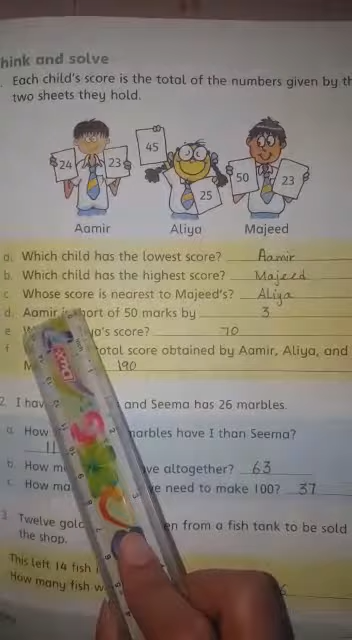 hink and solve
Each child's score is the total of the numbers given by th
two sheets they hold.
45
24 23 50 23
25
Aamir Aliya Majeed
a. Which child has the lowest score? Aamir
b. Which child has the highest score? Majeed
c. Whose score is nearest to Majeed's? Aliya
d. Aamir is short of 50 marks by 3
e ya's score? 70
f total score obtained by Aamir, Aliya, and
M 190
2. I hav and Seema has 26 marbles.
a. How marbles have I than Seema?
11
b. How m ve altogether? 63
c. How ma e need to make 100? 37
3. Twelve gold en from a fish tank to be sold
the shop.
This left 14 fish i
How many fish w